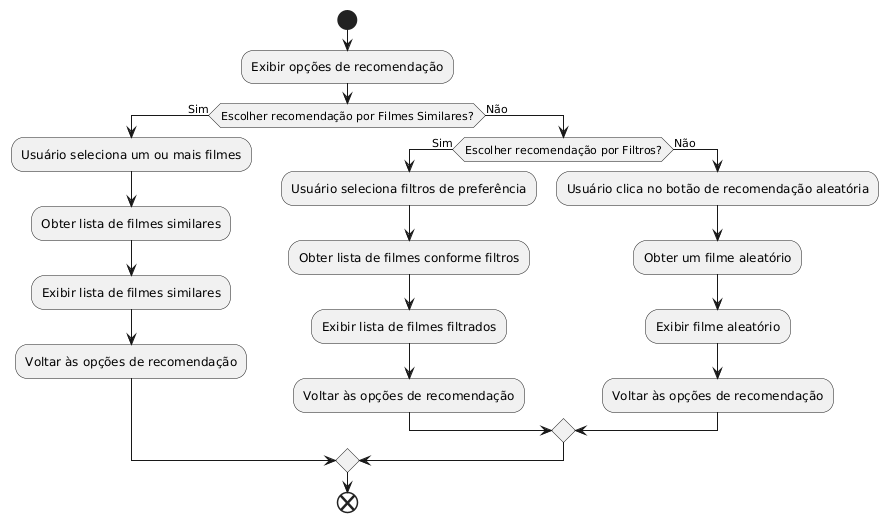 Exibir opções de recomendação
Sim
Escolher recomendação por Filmes Similares?
Não
Usuário seleciona um ou mais filmes
Obter lista de filmes similares
Exibir lista de filmes similares
Voltar às opções de recomendação
Sim
Escolher recomendação por Filtros?
Não
Usuário seleciona filtros de preferência
Obter lista de filmes conforme filtros
Exibir lista de filmes filtrados
Voltar às opções de recomendação
Usuário clica no botão de recomendação aleatória
Obter um filme aleatório
Exibir filme aleatório
Voltar às opções de recomendação